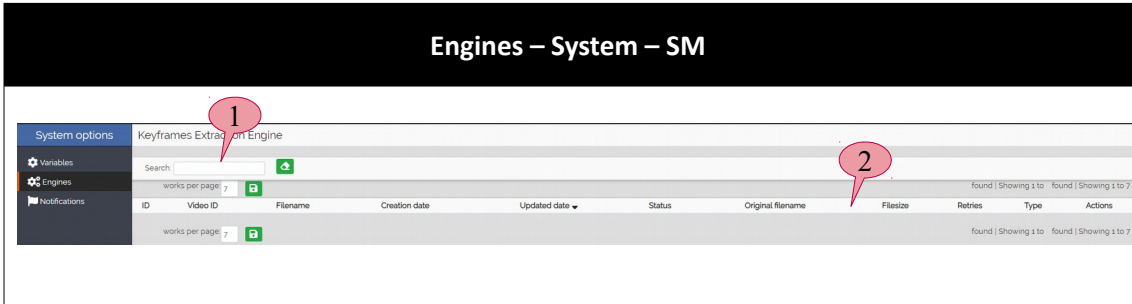 Engines – System – SM
1
System options
Keyframes Extraction Engine
Variables
Search:
2
Engines
works per page: 7
found | Showing 1 to found | Showing 1 to 7
Notifications
ID Video ID Filename Creation date Updated date Status Original filename Filesize Retries Type Actions
works per page: 7
found | Showing 1 to found | Showing 1 to 7